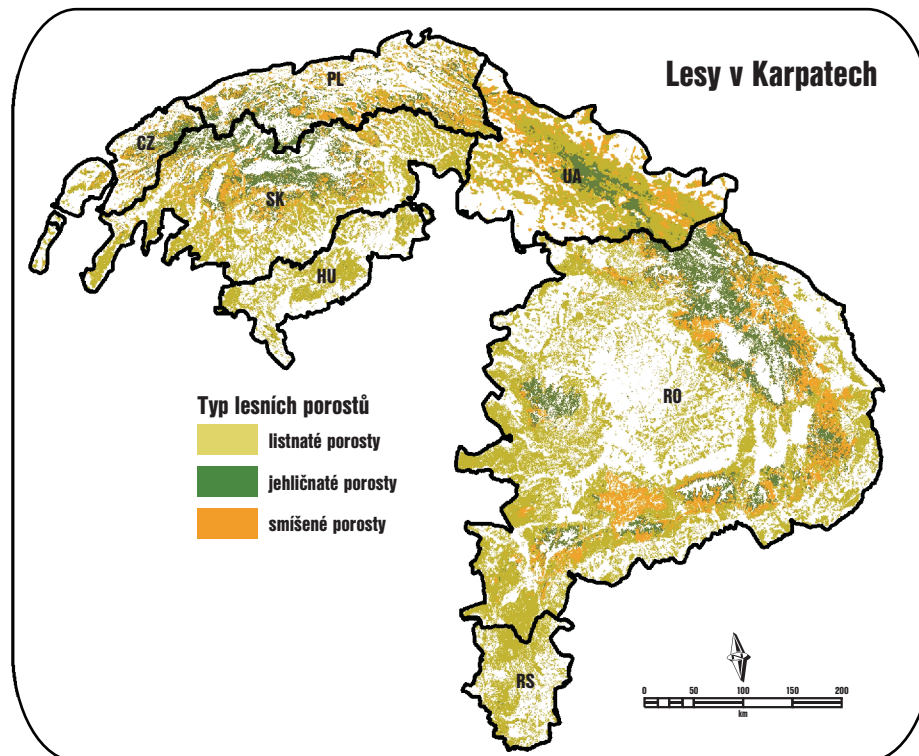 Lesy v Karpatech
PL
CZ
SK
UA
HU
RO
RS
Typ lesních porostů
listnaté porosty
jehličnaté porosty
smíšené porosty
0 50 100 150 200
km